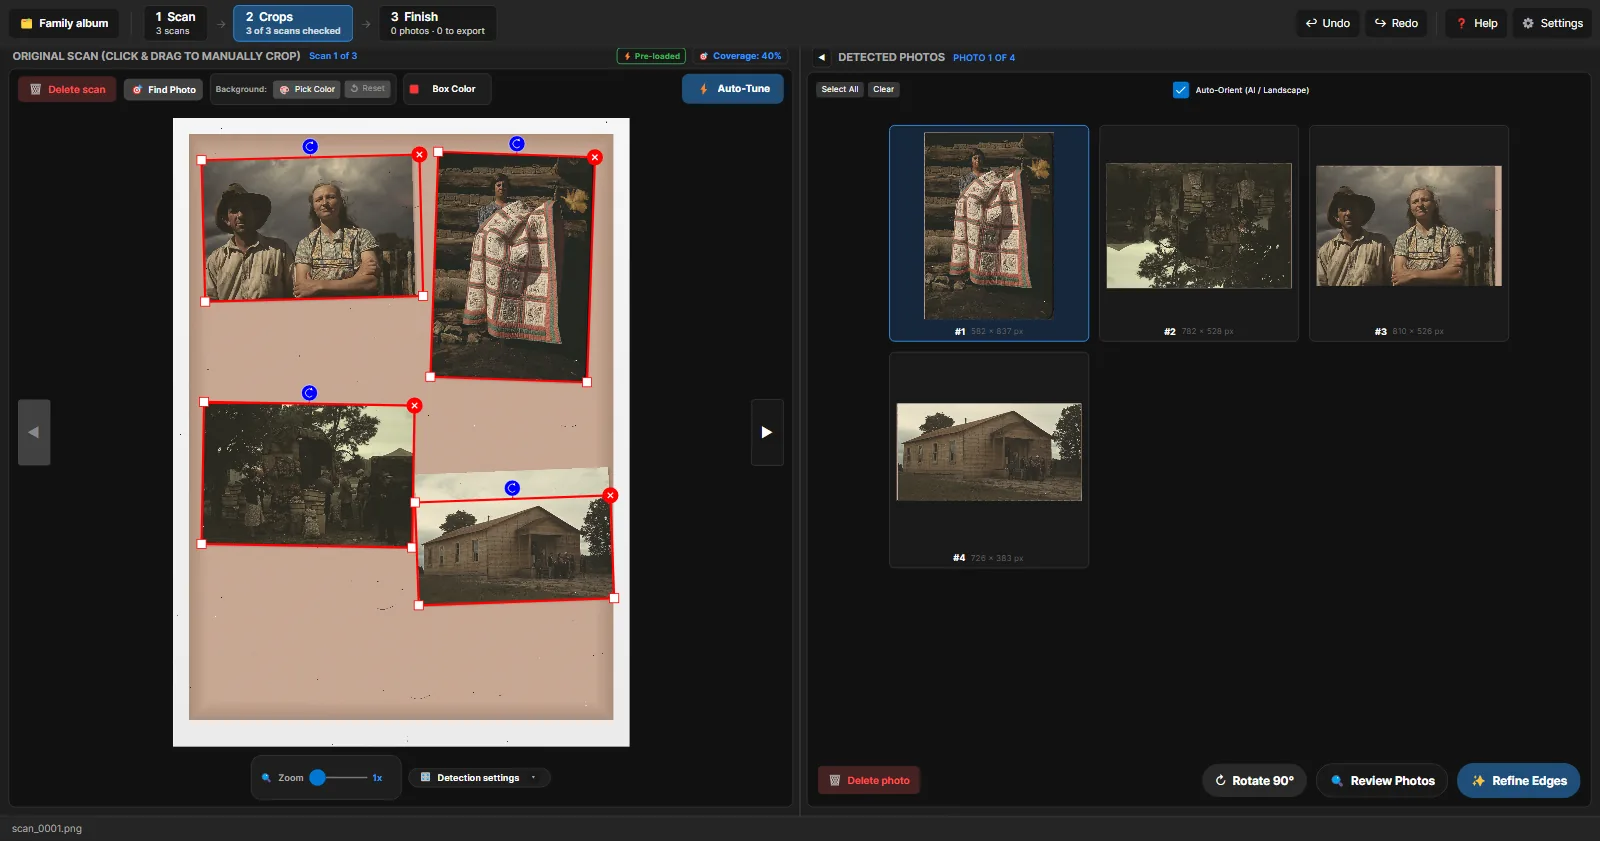 Family album
1 Scan
3 scans
→
2 Crops
3 of 3 scans checked
→
3 Finish
0 photos · 0 to export
Undo
Redo
Help
Settings
ORIGINAL SCAN (CLICK & DRAG TO MANUALLY CROP) Scan 1 of 3
Pre-loaded
Coverage: 40%
Delete scan
Find Photo
Background:
Pick Color
Reset
Box Color
Auto-Tune
Zoom
1x
Detection settings
DETECTED PHOTOS PHOTO 1 OF 4
Select All
Clear
Auto-Orient (AI / Landscape)
#1 562 × 837 px
#2 782 × 528 px
#3 810 × 526 px
#4 726 × 383 px
Delete photo
Rotate 90°
Review Photos
Refine Edges
scan_0001.png